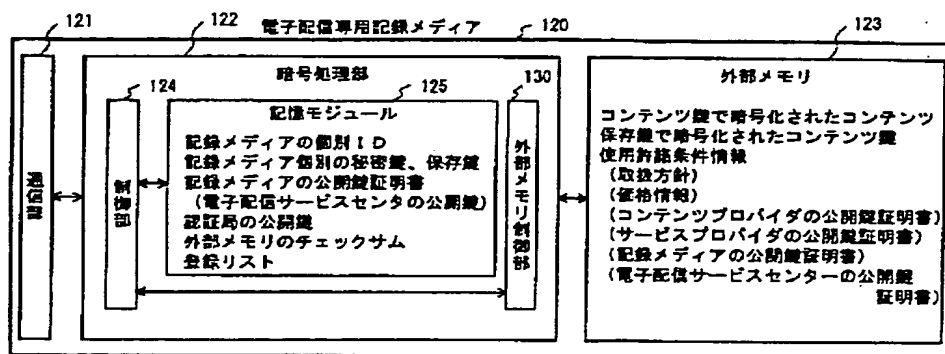 電子配信専用記録メディア
120
121
122
123
暗号処理部
124
125
130
記憶モジュール
記録メディアの個別ID
記録メディア個別の秘密鍵、保存鍵
記録メディアの公開鍵証明書
(電子配信サービスセンタの公開鍵)
認証局の公開鍵
外部メモリのチェックサム
登録リスト
外部メモリ制御部
外部メモリ
コンテンツ鍵で暗号化されたコンテンツ
保存鍵で暗号化されたコンテンツ鍵
使用許諾条件情報
(取扱方針)
(価格情報)
(コンテンツプロバイダの公開鍵証明書)
(サービスプロバイダの公開鍵証明書)
(記録メディアの公開鍵証明書)
(電子配信サービスセンターの公開鍵
証明書)